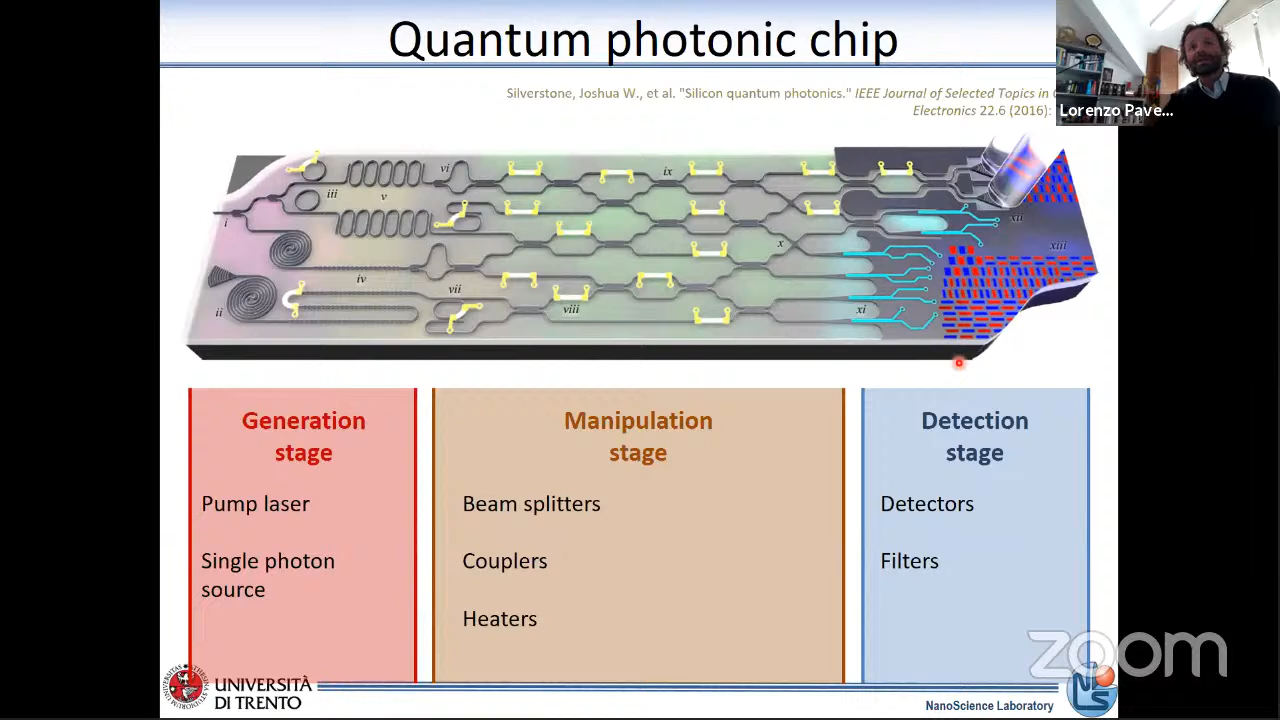 Quantum photonic chip
Silverstone, Joshua W., et al. "Silicon quantum photonics." IEEE Journal of Selected Topics in
Electronics 22.6 (2016):
Lorenzo Pave...
i
ii
iii
iv
v
vi
vii
viii
ix
x
xi
xii
xiii
Generation
stage
Pump laser
Single photon
source
Manipulation
stage
Beam splitters
Couplers
Heaters
Detection
stage
Detectors
Filters
zoom
UNIVERSITÀ
DI TRENTO
NanoScience Laboratory